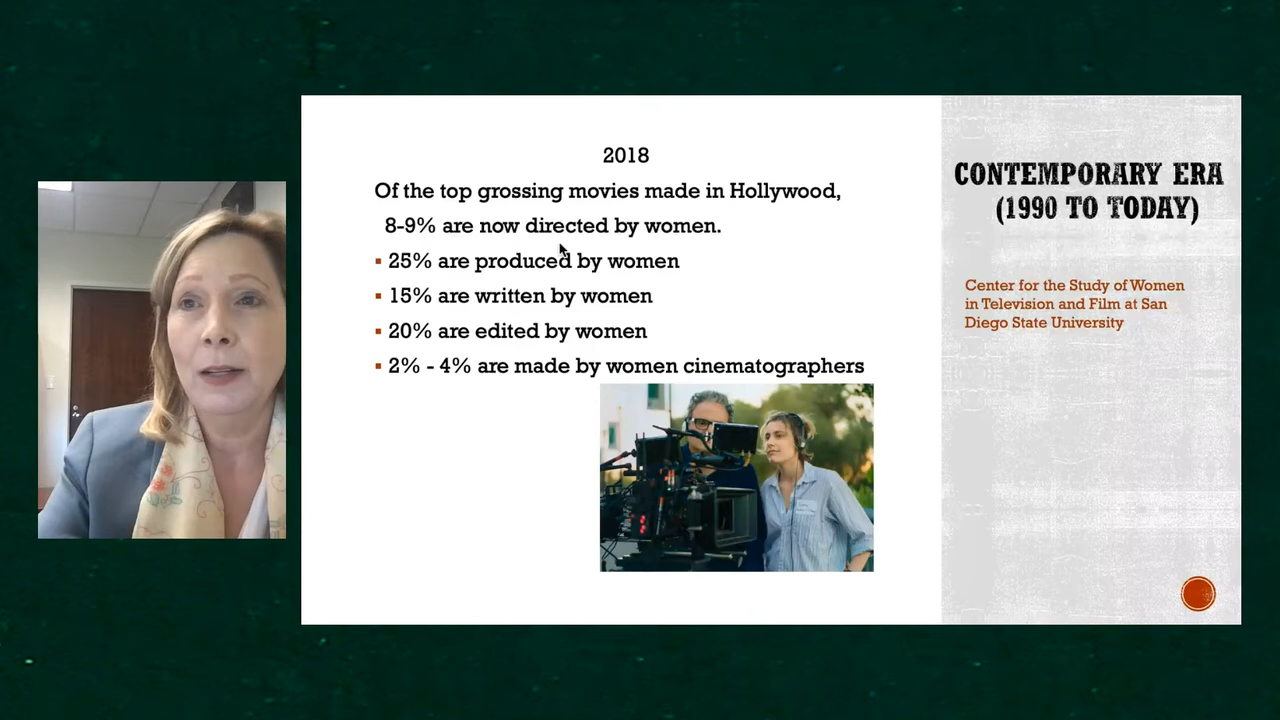 2018
Of the top grossing movies made in Hollywood,
8-9% are now directed by women.
▪ 25% are produced by women
▪ 15% are written by women
▪ 20% are edited by women
▪ 2% - 4% are made by women cinematographers
CONTEMPORARY ERA
(1990 TO TODAY)
Center for the Study of Women
in Television and Film at San
Diego State University